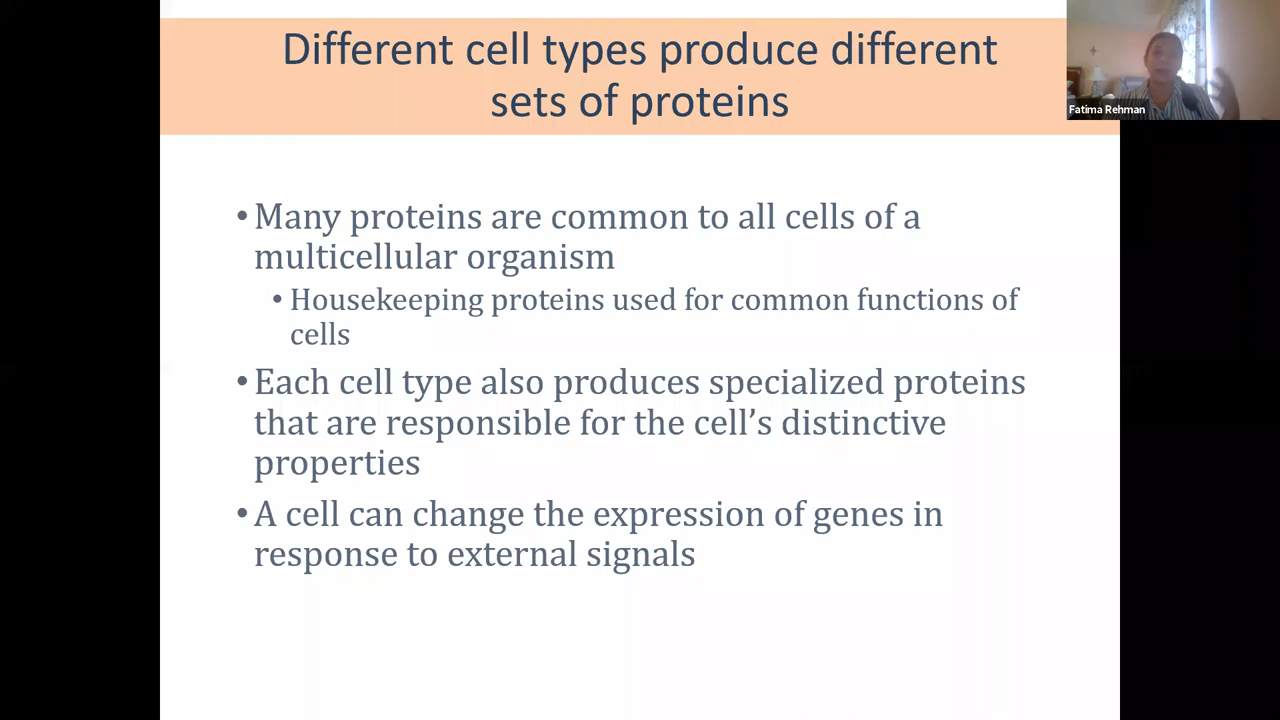 Different cell types produce different
sets of proteins
Fatima Rehman
• Many proteins are common to all cells of a
multicellular organism
• Housekeeping proteins used for common functions of
cells
• Each cell type also produces specialized proteins
that are responsible for the cell’s distinctive
properties
• A cell can change the expression of genes in
response to external signals